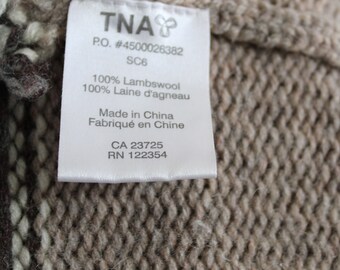 TNA
P.O. #4500026382
SC6
100% Lambswool
100% Laine d'agneau
Made in China
Fabriqué en Chine
CA 23725
RN 122354